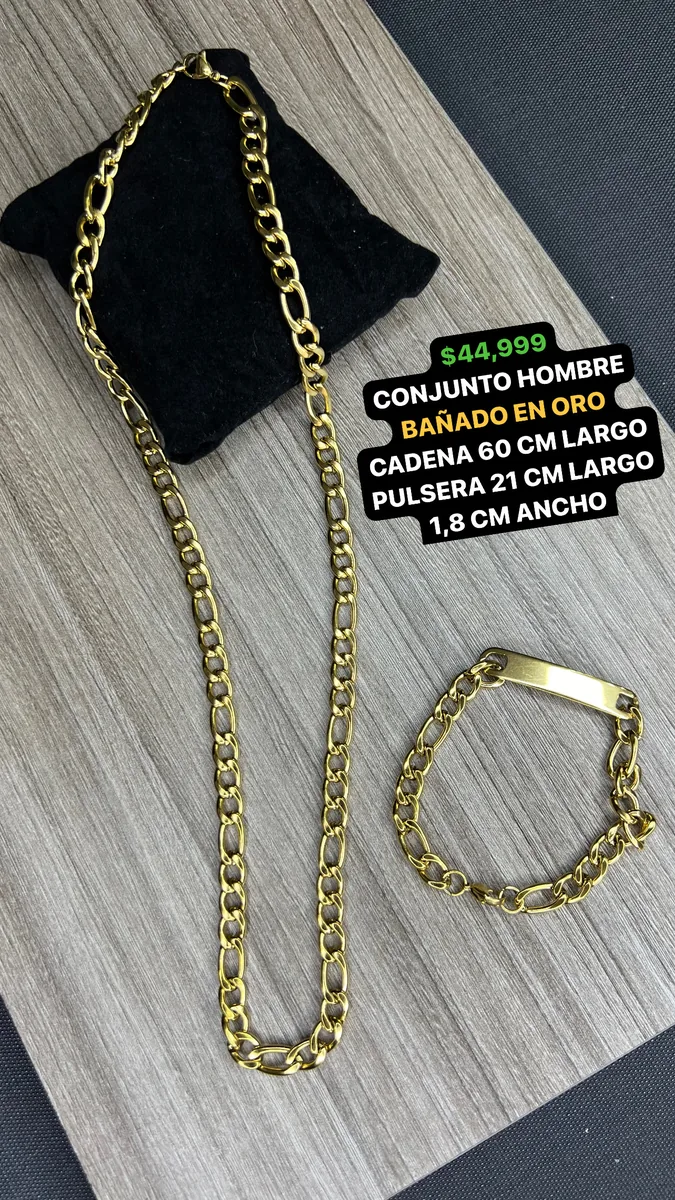 $44,999
CONJUNTO HOMBRE
BAÑADO EN ORO
CADENA 60 CM LARGO
PULSERA 21 CM LARGO
1,8 CM ANCHO